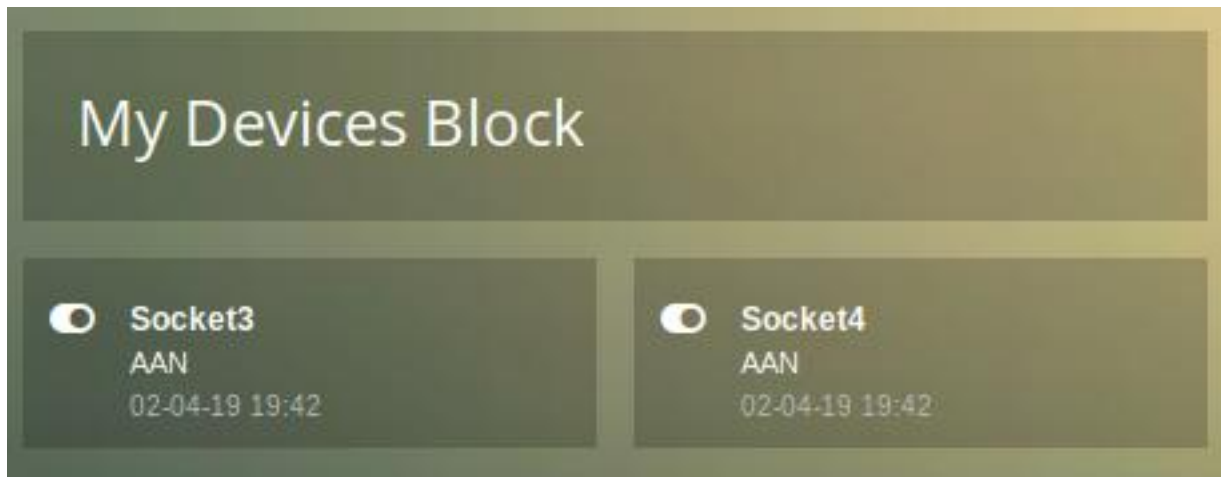 My Devices Block
Socket3
AAN
02-04-19 19:42
Socket4
AAN
02-04-19 19:42